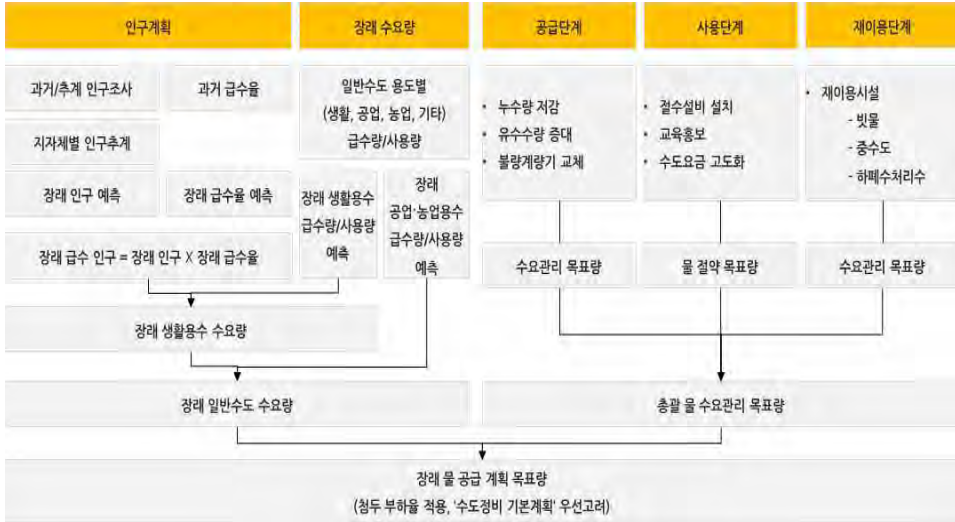 인구계획
장래 수요량
공급단계
사용단계
재이용단계
과거/추계 인구조사
과거 급수율
지자체별 인구추계
장래 인구 예측
장래 급수율 예측
장래 급수 인구 = 장래 인구 X 장래 급수율
일반수도 용도별
(생활, 공업, 농업, 기타)
급수량/사용량
장래 생활용수
급수량/사용량
예측
장래
공업·농업용수
급수량/사용량
예측
• 누수량 저감
• 유수수량 증대
• 불량계량기 교체
• 절수설비 설치
• 교육홍보
• 수도요금 고도화
• 재이용시설
- 빗물
- 중수도
- 하폐수처리수
수요관리 목표량
물 절약 목표량
수요관리 목표량
장래 생활용수 수요량
장래 일반수도 수요량
총괄 물 수요관리 목표량
장래 물 공급 계획 목표량
(첨두 부하율 적용, '수도정비 기본계획' 우선고려)